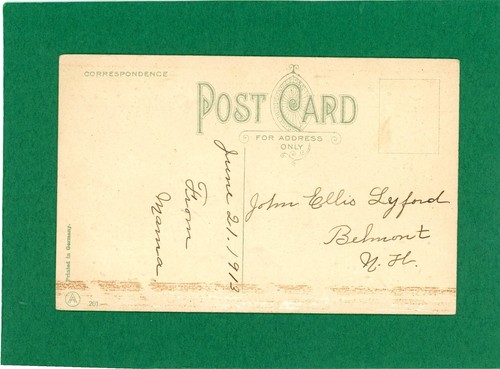 CORRESPONDENCE
POST CARD
FOR ADDRESS
ONLY
June 21. 1913
From
Mama
John Ellis Lyford
Belmont
N. H.
Printed in Germany.
A